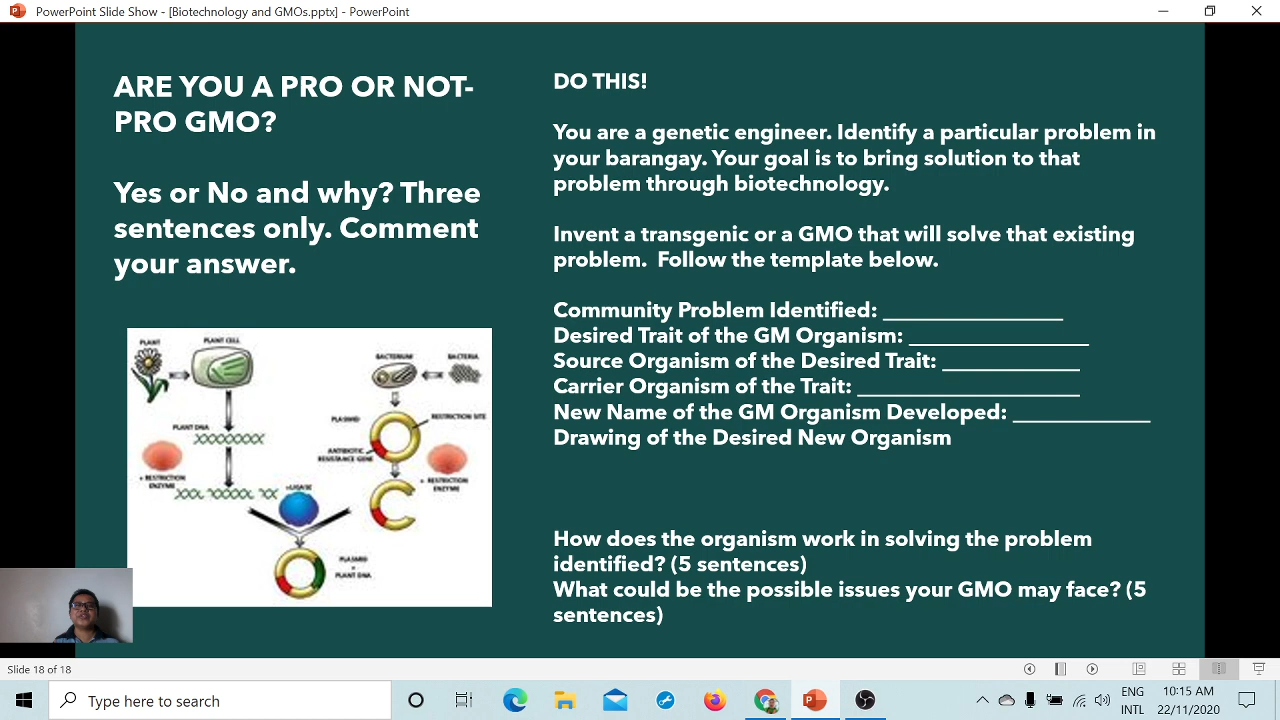 PowerPoint Slide Show - [Biotechnology and GMOs.pptx] - PowerPoint
ARE YOU A PRO OR NOT-
PRO GMO?
Yes or No and why? Three
sentences only. Comment
your answer.
PLANT
PLANT CELL
BACTERIUM
BACTERIA
PLASMID
RESTRICTION SITE
PLANT DNA
ANTIBIOTIC
RESISTANCE GENE
+ RESTRICTION
ENZYME
+ RESTRICTION
ENZYME
+LIGASE
PLASMID
+
PLANT DNA
DO THIS!
You are a genetic engineer. Identify a particular problem in
your barangay. Your goal is to bring solution to that
problem through biotechnology.
Invent a transgenic or a GMO that will solve that existing
problem.  Follow the template below.
Community Problem Identified: _______________
Desired Trait of the GM Organism: _______________
Source Organism of the Desired Trait: ___________
Carrier Organism of the Trait: __________________
New Name of the GM Organism Developed: ___________
Drawing of the Desired New Organism
How does the organism work in solving the problem
identified? (5 sentences)
What could be the possible issues your GMO may face? (5
sentences)
Slide 18 of 18
Type here to search
ENG
INTL
10:15 AM
22/11/2020